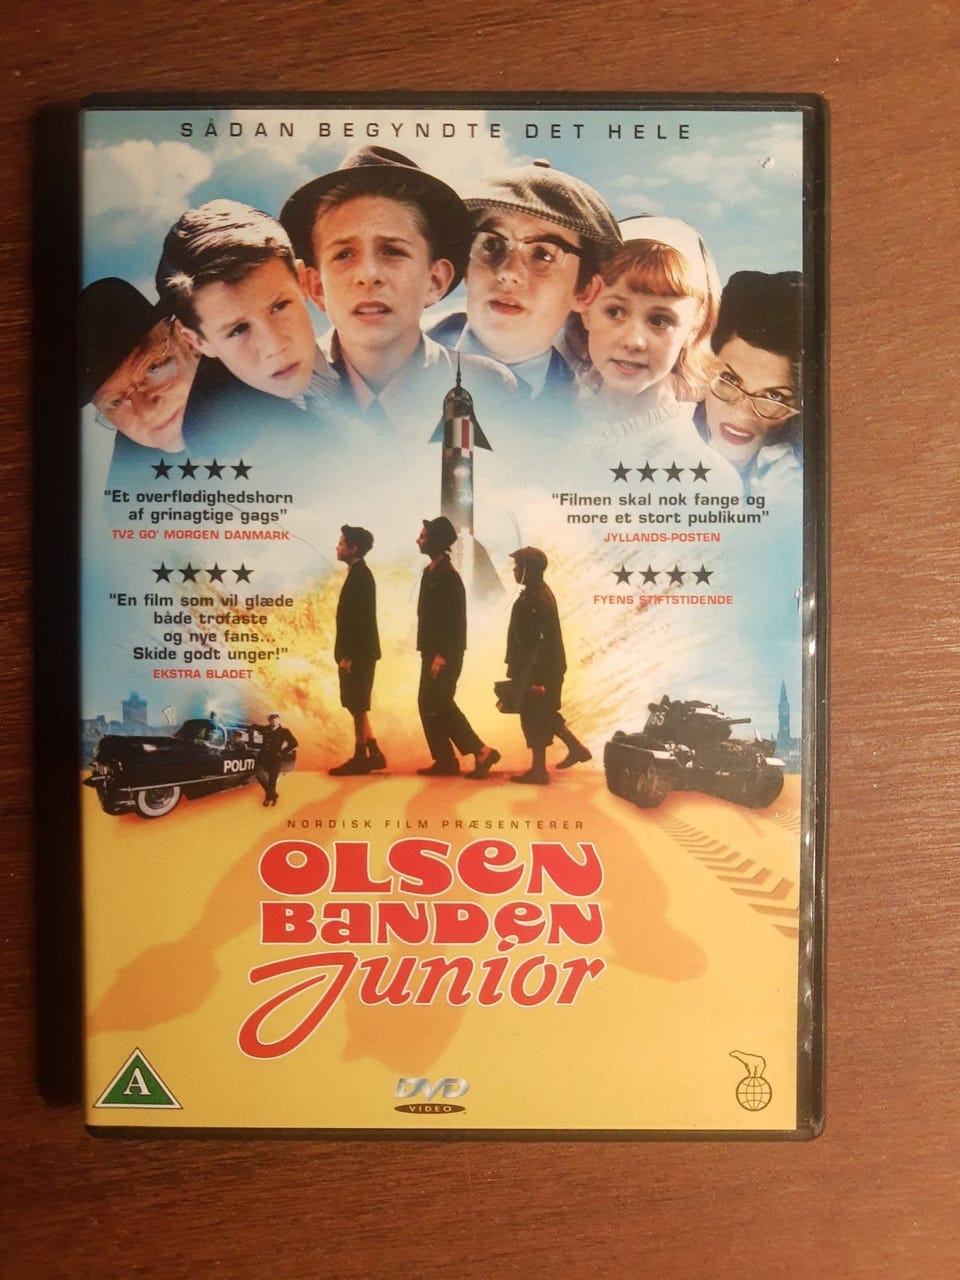 SÅDAN BEGYNDTE DET HELE
"Et overflødighedshorn
af grinagtige gags"
TV2 GO' MORGEN DANMARK
"Filmen skal nok fange og
more et stort publikum"
JYLLANDS-POSTEN
"En film som vil glæde
både trofaste
og nye fans...
Skide godt unger!"
EKSTRA BLADET
FYENS STIFTSTIDENDE
POLITI
65
NORDISK FILM PRÆSENTERER
OLSEN
BANDEN
Junior
A
DVD
VIDEO